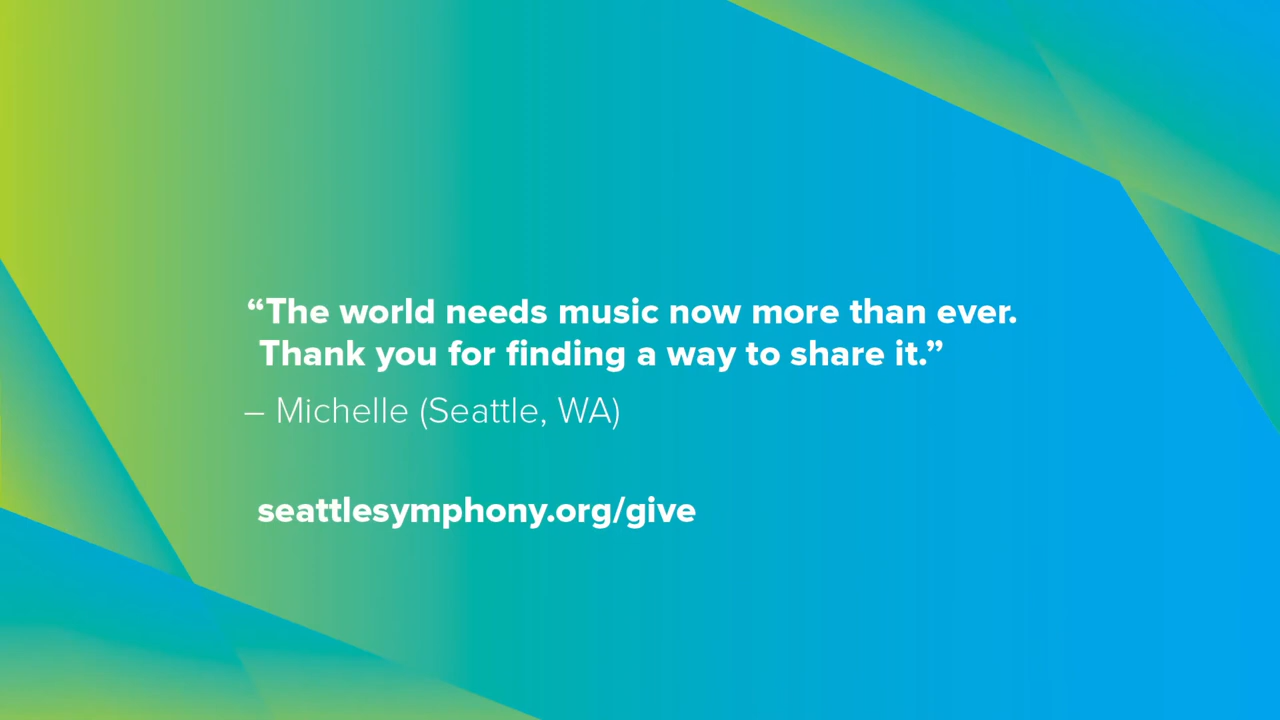 “The world needs music now more than ever.
Thank you for finding a way to share it.”
– Michelle (Seattle, WA)
seattlesymphony.org/give